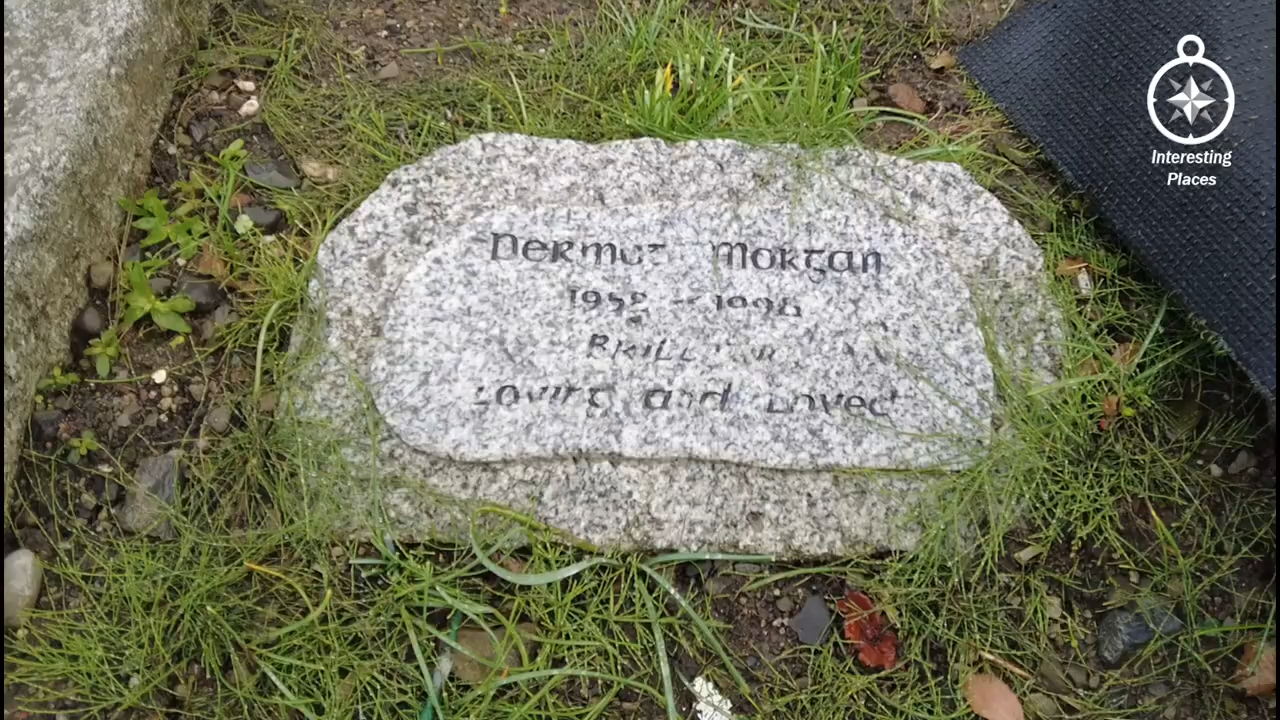 Dermot Morgan
1952 - 1998
Loving and Loved
Interesting
Places